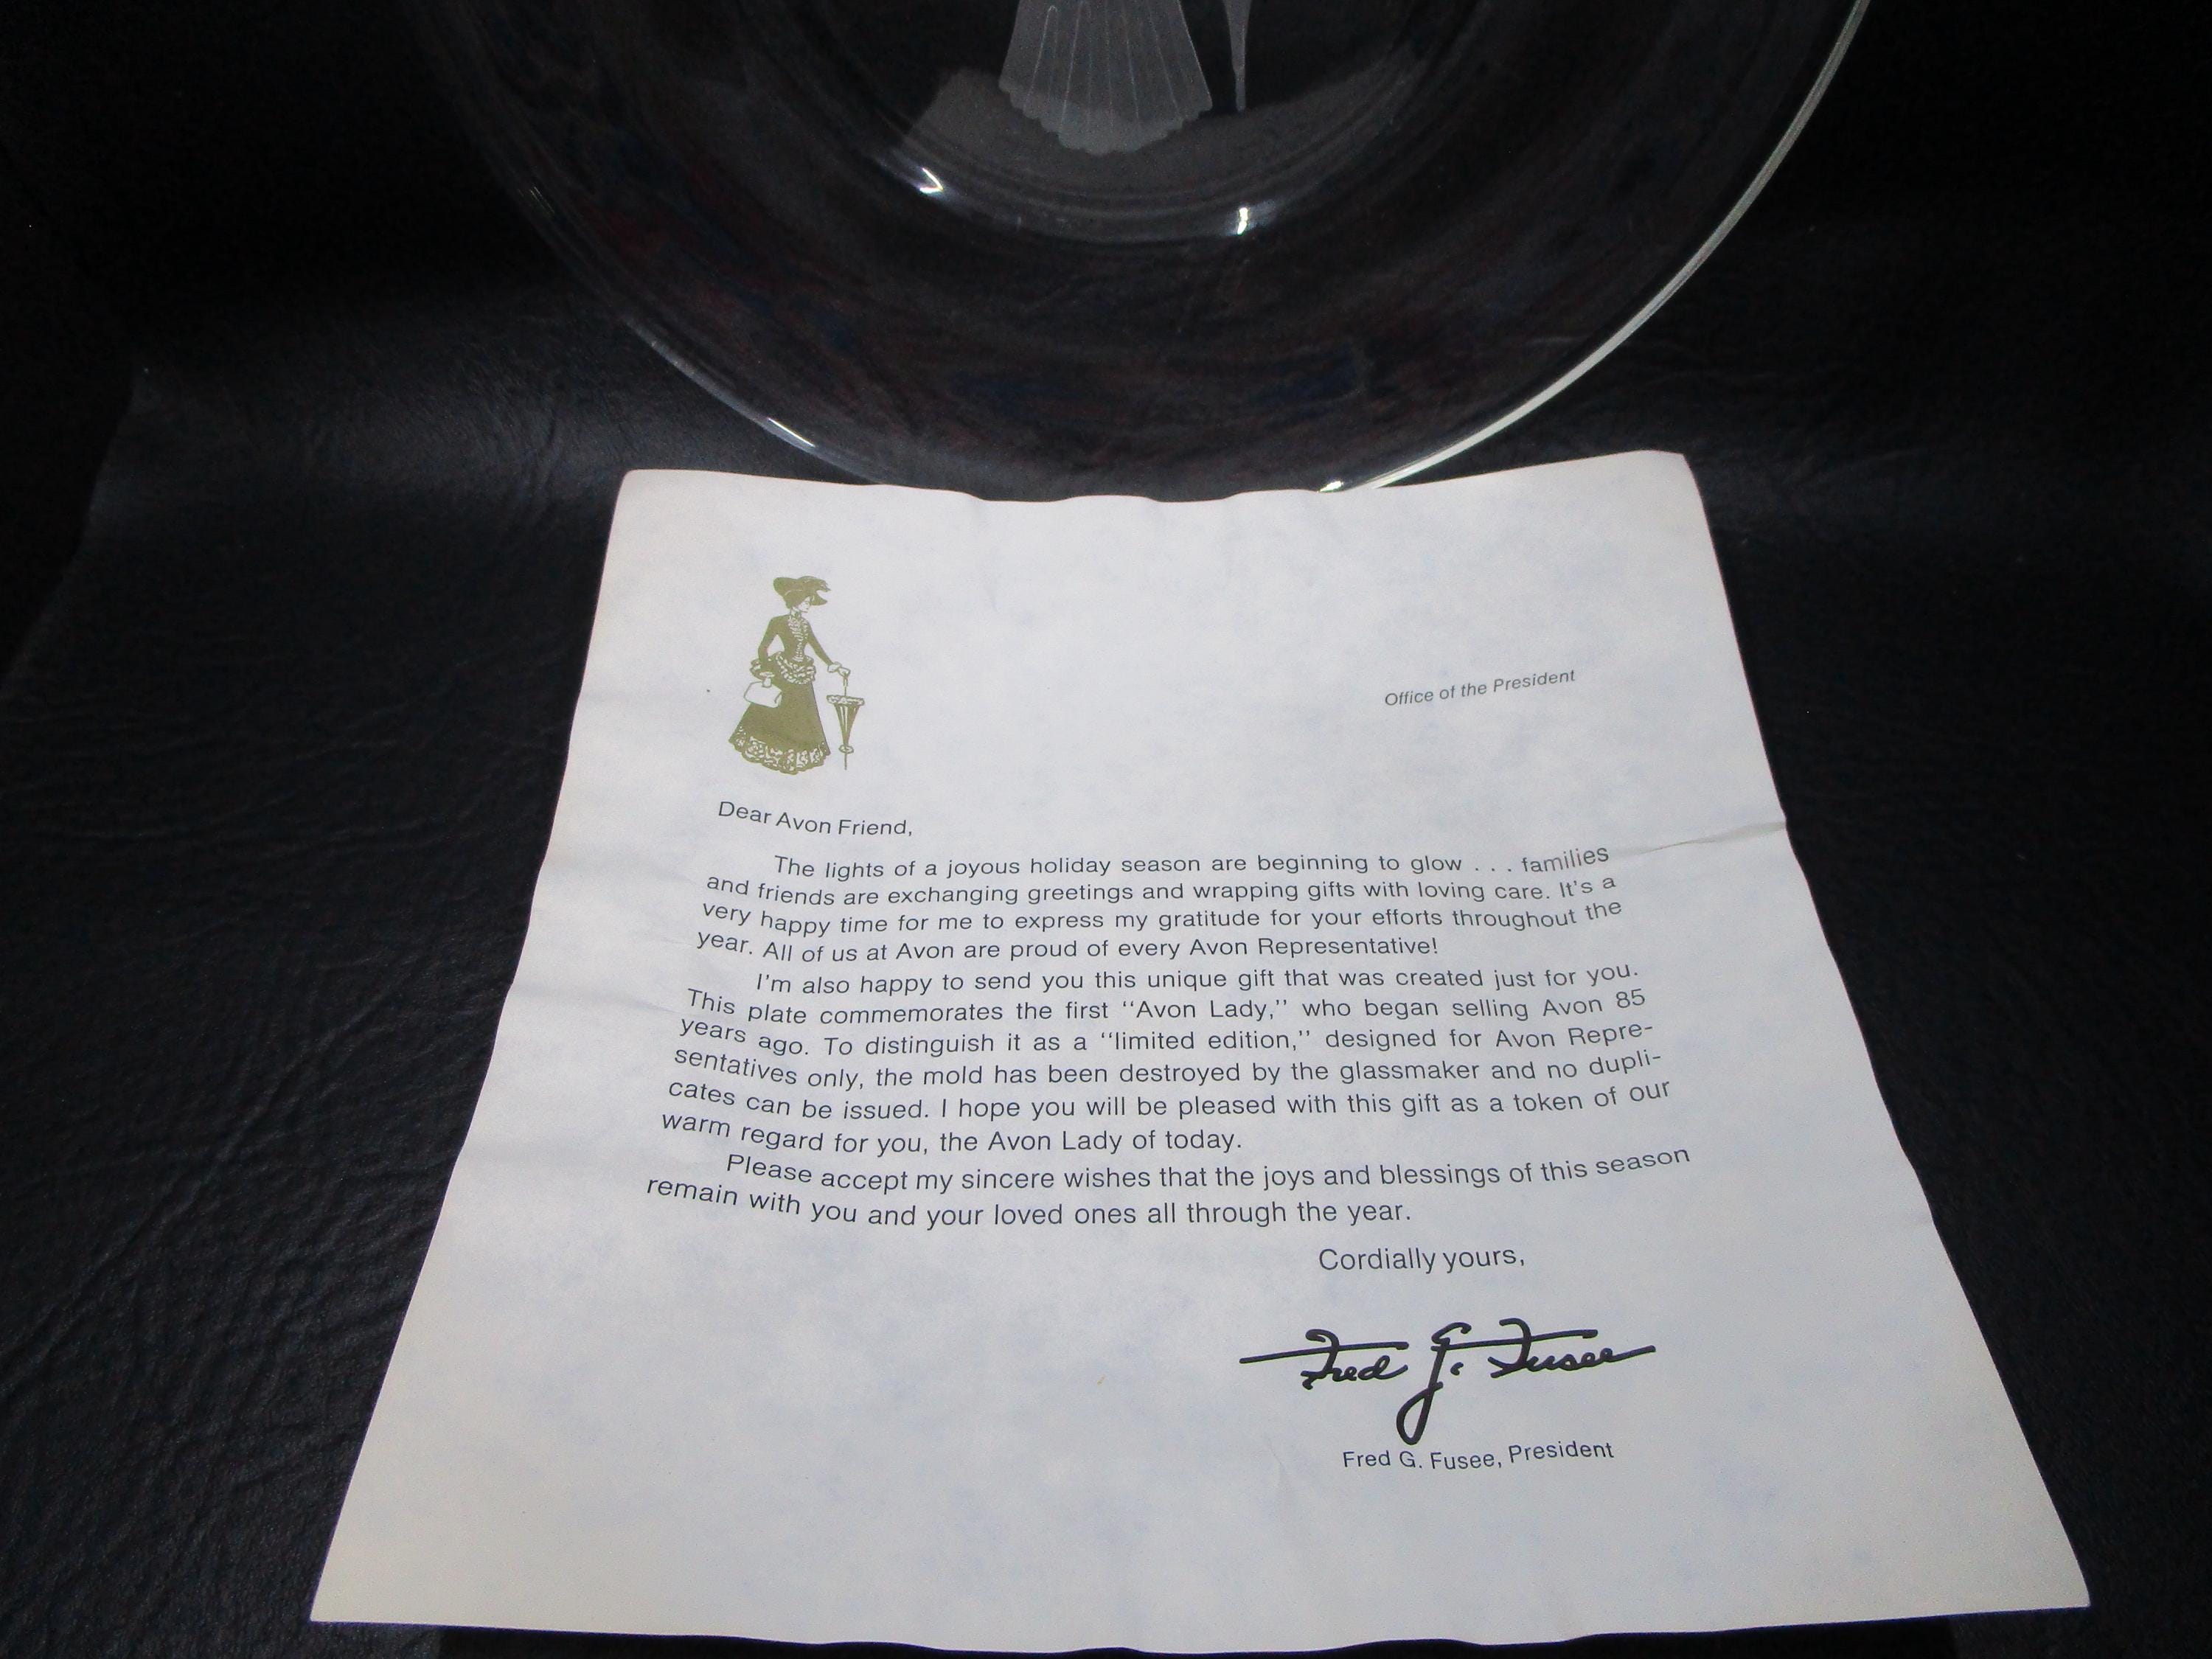 Office of the President
Dear Avon Friend,
The lights of a joyous holiday season are beginning to glow . . . families
and friends are exchanging greetings and wrapping gifts with loving care. It's a
very happy time for me to express my gratitude for your efforts throughout the
year. All of us at Avon are proud of every Avon Representative!
I'm also happy to send you this unique gift that was created just for you.
This plate commemorates the first ‘‘Avon Lady,’’ who began selling Avon 85
years ago. To distinguish it as a ‘‘limited edition,’’ designed for Avon Repre-
sentatives only, the mold has been destroyed by the glassmaker and no dupli-
cates can be issued. I hope you will be pleased with this gift as a token of our
warm regard for you, the Avon Lady of today.
Please accept my sincere wishes that the joys and blessings of this season
remain with you and your loved ones all through the year.
Cordially yours,
Fred G. Fusee
Fred G. Fusee, President